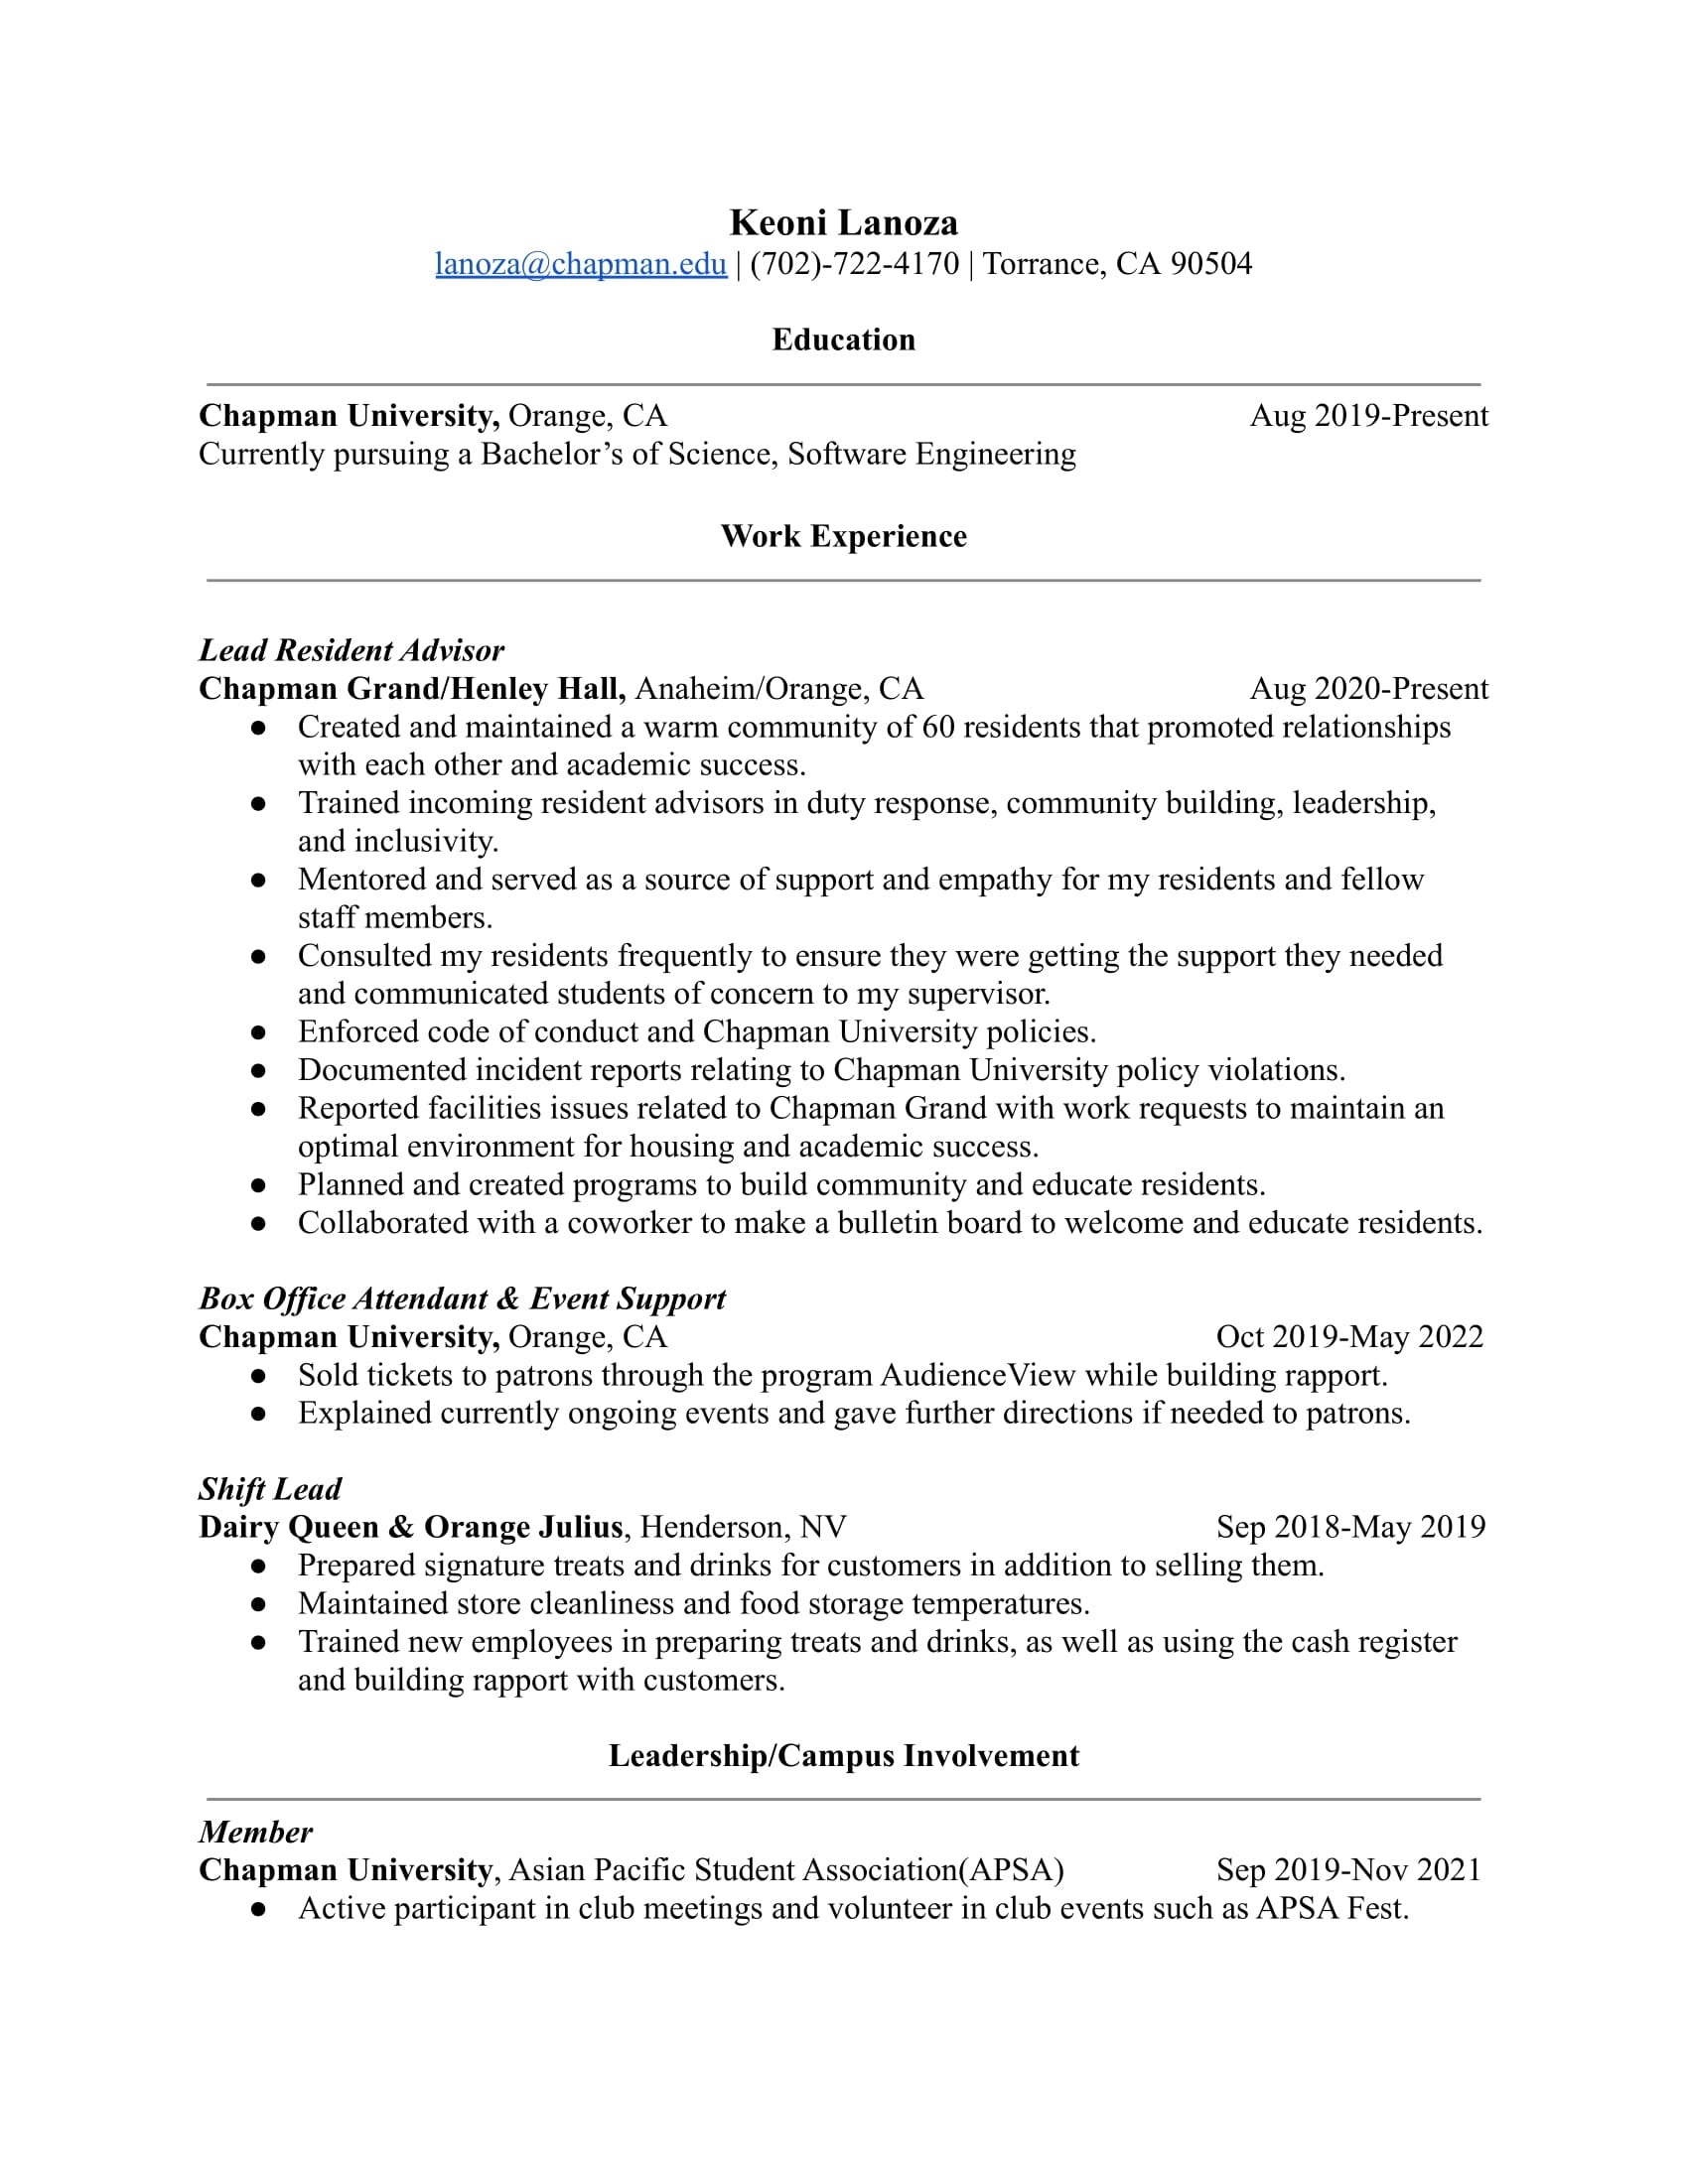 Keoni Lanoza
lanoza@chapman.edu | (702)-722-4170 | Torrance, CA 90504
Education
Chapman University, Orange, CA Aug 2019-Present
Currently pursuing a Bachelor’s of Science, Software Engineering
Work Experience
Lead Resident Advisor
Chapman Grand/Henley Hall, Anaheim/Orange, CA Aug 2020-Present
● Created and maintained a warm community of 60 residents that promoted relationships
with each other and academic success.
● Trained incoming resident advisors in duty response, community building, leadership,
and inclusivity.
● Mentored and served as a source of support and empathy for my residents and fellow
staff members.
● Consulted my residents frequently to ensure they were getting the support they needed
and communicated students of concern to my supervisor.
● Enforced code of conduct and Chapman University policies.
● Documented incident reports relating to Chapman University policy violations.
● Reported facilities issues related to Chapman Grand with work requests to maintain an
optimal environment for housing and academic success.
● Planned and created programs to build community and educate residents.
● Collaborated with a coworker to make a bulletin board to welcome and educate residents.
Box Office Attendant & Event Support
Chapman University, Orange, CA Oct 2019-May 2022
● Sold tickets to patrons through the program AudienceView while building rapport.
● Explained currently ongoing events and gave further directions if needed to patrons.
Shift Lead
Dairy Queen & Orange Julius, Henderson, NV Sep 2018-May 2019
● Prepared signature treats and drinks for customers in addition to selling them.
● Maintained store cleanliness and food storage temperatures.
● Trained new employees in preparing treats and drinks, as well as using the cash register
and building rapport with customers.
Leadership/Campus Involvement
Member
Chapman University, Asian Pacific Student Association(APSA) Sep 2019-Nov 2021
● Active participant in club meetings and volunteer in club events such as APSA Fest.